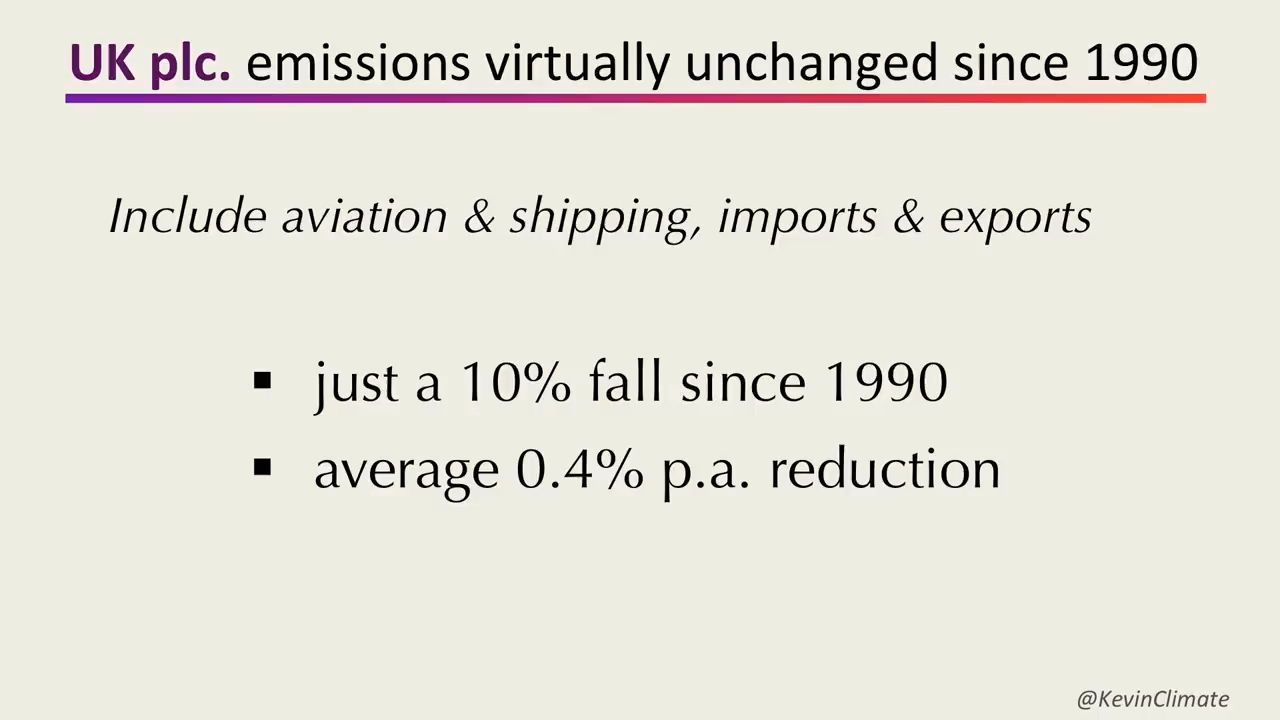 UK plc. emissions virtually unchanged since 1990
Include aviation & shipping, imports & exports
▪ just a 10% fall since 1990
▪ average 0.4% p.a. reduction
@KevinClimate